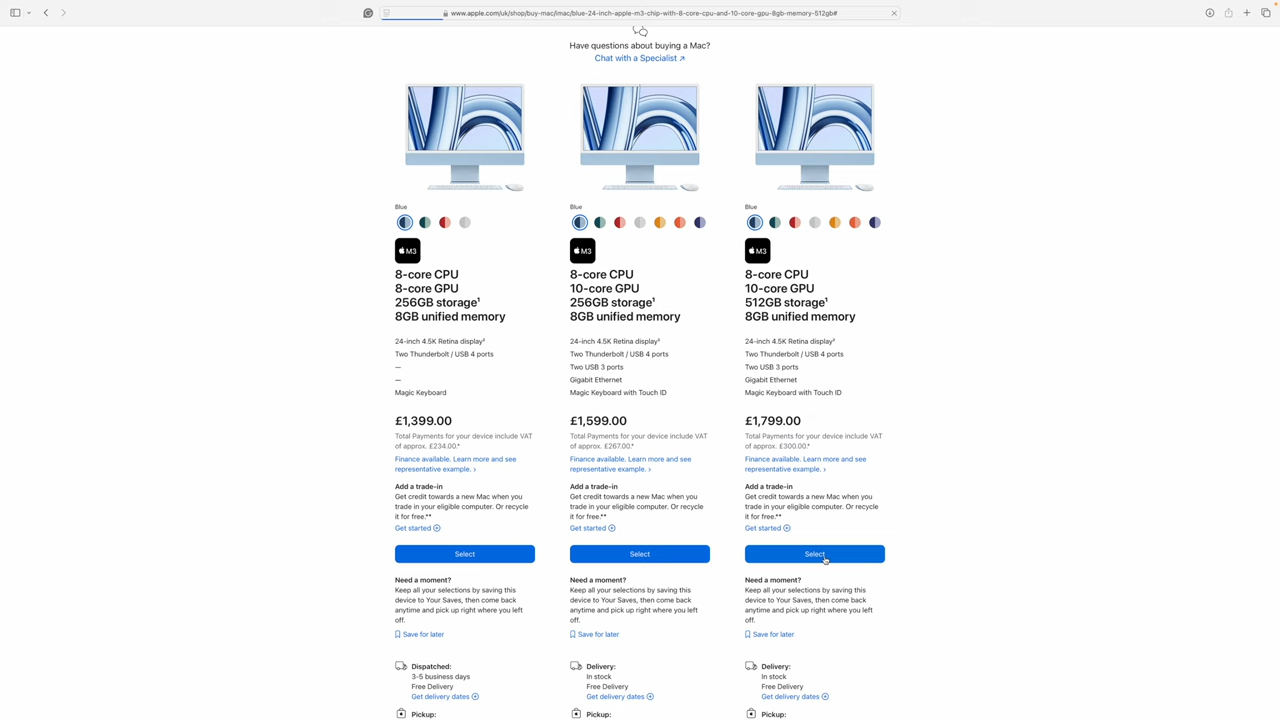 www.apple.com/uk/shop/buy-mac/imac/blue-24-inch-apple-m3-chip-with-8-core-cpu-and-10-core-gpu-8gb-memory-512gb#
Have questions about buying a Mac?
Chat with a Specialist ↗
Blue
M3
8-core CPU
8-core GPU
256GB storage¹
8GB unified memory
24-inch 4.5K Retina display²
Two Thunderbolt / USB 4 ports
—
—
Magic Keyboard
£1,399.00
Total Payments for your device include VAT
of approx. £234.00.*
Finance available. Learn more and see
representative example. >
Add a trade-in
Get credit towards a new Mac when you
trade in your eligible computer. Or recycle
it for free.**
Get started
Select
Need a moment?
Keep all your selections by saving this
device to Your Saves, then come back
anytime and pick up right where you left
off.
Save for later
Dispatched:
3-5 business days
Free Delivery
Get delivery dates
Pickup:
Blue
M3
8-core CPU
10-core GPU
256GB storage¹
8GB unified memory
24-inch 4.5K Retina display²
Two Thunderbolt / USB 4 ports
Two USB 3 ports
Gigabit Ethernet
Magic Keyboard with Touch ID
£1,599.00
Total Payments for your device include VAT
of approx. £267.00.*
Finance available. Learn more and see
representative example. >
Add a trade-in
Get credit towards a new Mac when you
trade in your eligible computer. Or recycle
it for free.**
Get started
Select
Need a moment?
Keep all your selections by saving this
device to Your Saves, then come back
anytime and pick up right where you left
off.
Save for later
Delivery:
In stock
Free Delivery
Get delivery dates
Pickup:
Blue
M3
8-core CPU
10-core GPU
512GB storage¹
8GB unified memory
24-inch 4.5K Retina display²
Two Thunderbolt / USB 4 ports
Two USB 3 ports
Gigabit Ethernet
Magic Keyboard with Touch ID
£1,799.00
Total Payments for your device include VAT
of approx. £300.00.*
Finance available. Learn more and see
representative example. >
Add a trade-in
Get credit towards a new Mac when you
trade in your eligible computer. Or recycle
it for free.**
Get started
Select
Need a moment?
Keep all your selections by saving this
device to Your Saves, then come back
anytime and pick up right where you left
off.
Save for later
Delivery:
In stock
Free Delivery
Get delivery dates
Pickup: